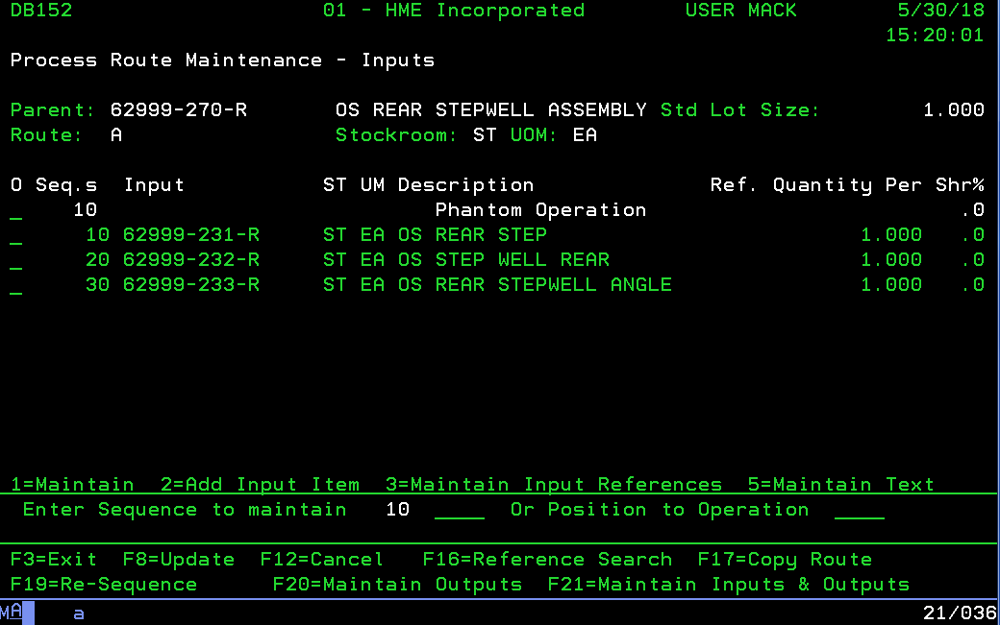 DB152 01 - HME Incorporated USER MACK 5/30/18
15:20:01
Process Route Maintenance - Inputs
Parent: 62999-270-R OS REAR STEPWELL ASSEMBLY Std Lot Size: 1.000
Route: A Stockroom: ST UOM: EA
O Seq.s Input ST UM Description Ref. Quantity Per Shr%
_ 10 Phantom Operation .0
_ 10 62999-231-R ST EA OS REAR STEP 1.000 .0
_ 20 62999-232-R ST EA OS STEP WELL REAR 1.000 .0
_ 30 62999-233-R ST EA OS REAR STEPWELL ANGLE 1.000 .0
1=Maintain 2=Add Input Item 3=Maintain Input References 5=Maintain Text
Enter Sequence to maintain 10 ____ Or Position to Operation ____
F3=Exit F8=Update F12=Cancel F16=Reference Search F17=Copy Route
F19=Re-Sequence F20=Maintain Outputs F21=Maintain Inputs & Outputs
MA a 21/036